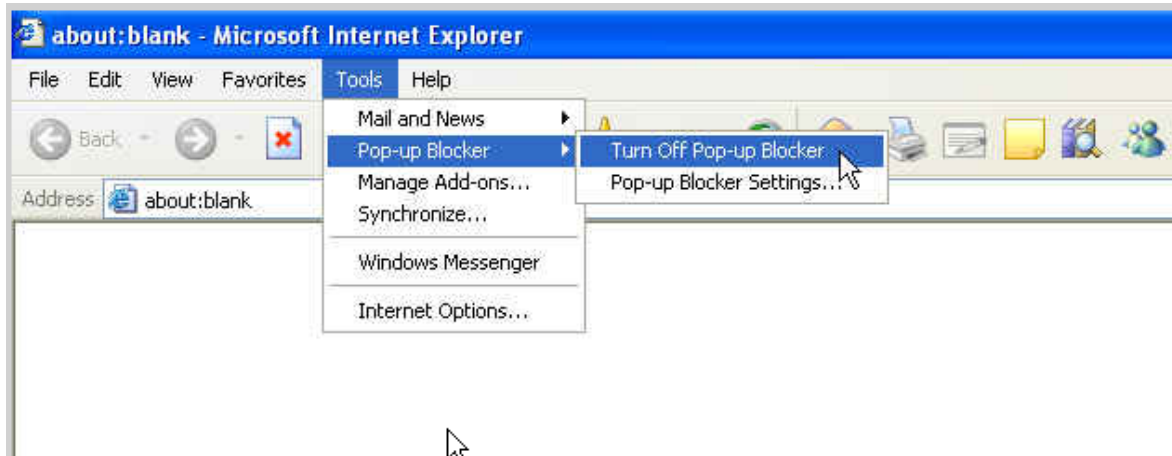 about:blank - Microsoft Internet Explorer
File Edit View Favorites Tools Help
Back
Mail and News
Pop-up Blocker
Turn Off Pop-up Blocker
Manage Add-ons...
Pop-up Blocker Settings...
Address about:blank
Synchronize...
Windows Messenger
Internet Options...